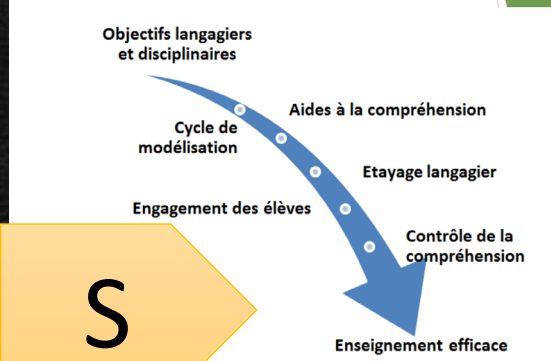 Objectifs langagiers
et disciplinaires
Aides à la compréhension
Cycle de
modélisation
Etayage langagier
Engagement des élèves
Contrôle de la
compréhension
S
Enseignement efficace